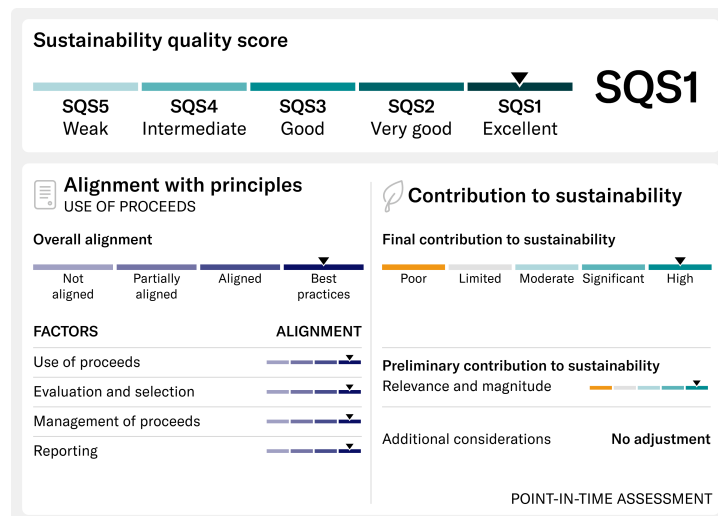 Sustainability quality score
SQS5
Weak
SQS4
Intermediate
SQS3
Good
SQS2
Very good
SQS1
Excellent
SQS1
Alignment with principles
USE OF PROCEEDS
Overall alignment
Not
aligned
Partially
aligned
Aligned
Best
practices
FACTORS ALIGNMENT
Use of proceeds
Evaluation and selection
Management of proceeds
Reporting
Contribution to sustainability
Final contribution to sustainability
Poor Limited Moderate Significant High
Preliminary contribution to sustainability
Relevance and magnitude
Additional considerations No adjustment
POINT-IN-TIME ASSESSMENT